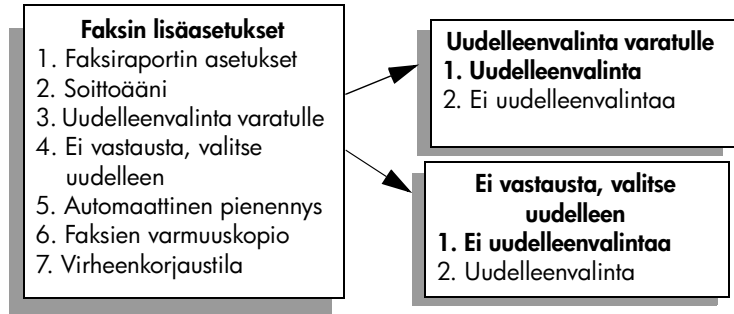 Faksin lisäasetukset
1. Faksiraportin asetukset
2. Soittoääni
3. Uudelleenvalinta varatulle
4. Ei vastausta, valitse
uudelleen
5. Automaattinen pienennys
6. Faksien varmuuskopio
7. Virheenkorjaustila
Uudelleenvalinta varatulle
1. Uudelleenvalinta
2. Ei uudelleenvalintaa
Ei vastausta, valitse
uudelleen
1. Ei uudelleenvalintaa
2. Uudelleenvalinta